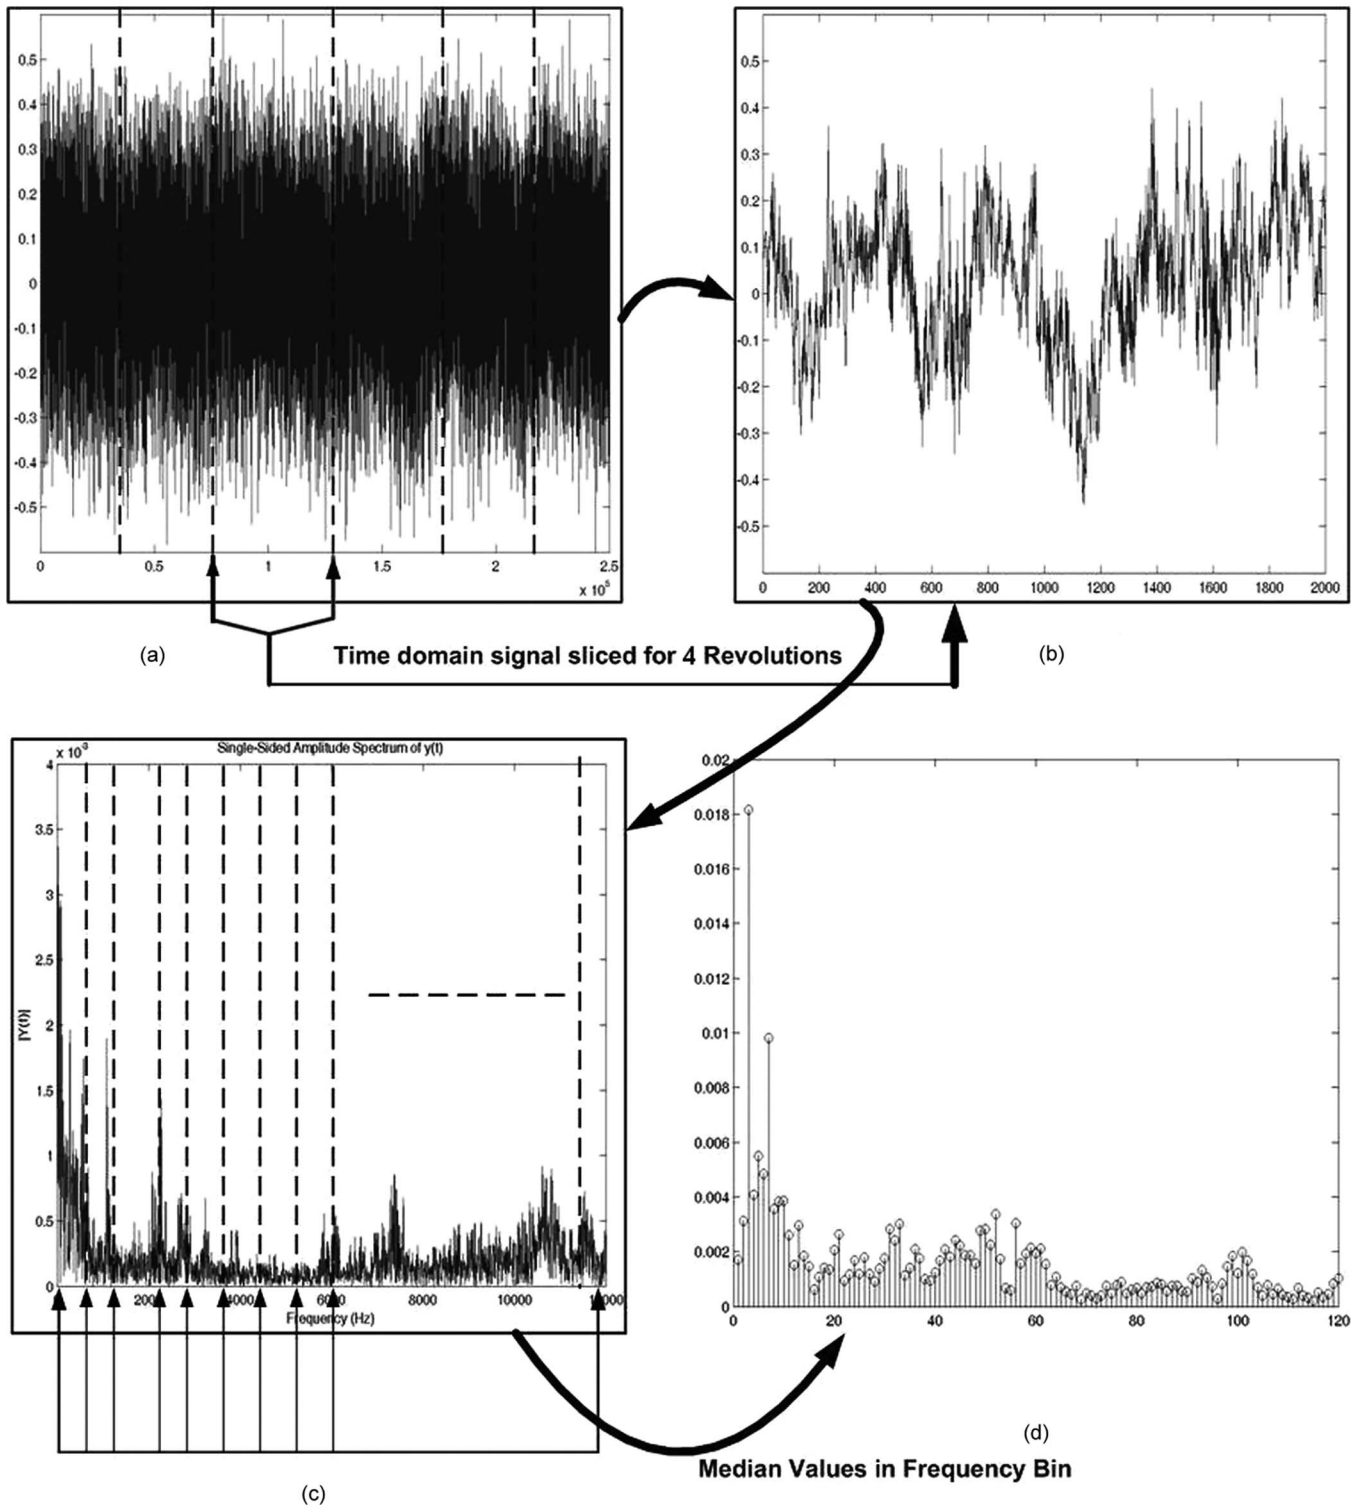 0.5
0.4
0.3
0.2
0.1
0
-0.1
-0.2
-0.3
-0.4
-0.5
0 0.5 1 1.5 2 2.5
x 10⁵
(a)
0.5
0.4
0.3
0.2
0.1
0
-0.1
-0.2
-0.3
-0.4
-0.5
0 200 400 600 800 1000 1200 1400 1600 1800 2000
(b)
Time domain signal sliced for 4 Revolutions
x 10⁻³
Single-Sided Amplitude Spectrum of y(t)
4
3.5
3
2.5
2
1.5
1
0.5
0
|Y(f)|
2000 4000 6000 8000 10000 12000
Frequency (Hz)
(c)
0.02
0.018
0.016
0.014
0.012
0.01
0.008
0.006
0.004
0.002
0
0 20 40 60 80 100 120
(d)
Median Values in Frequency Bin